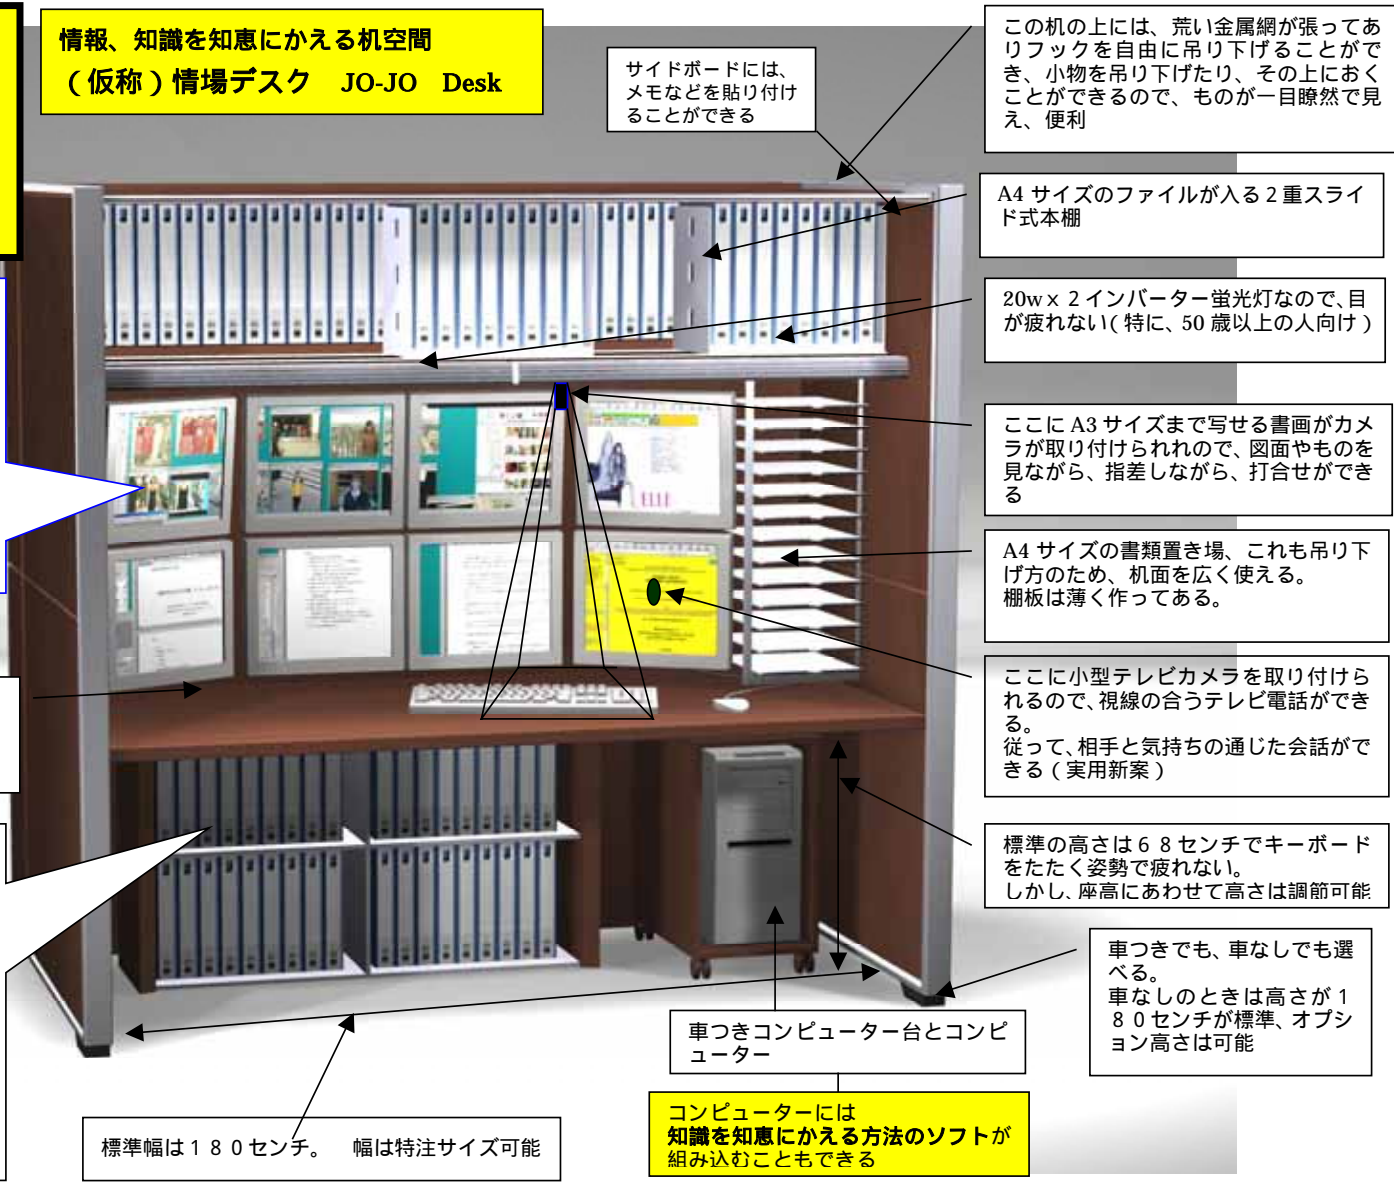 情報、知識を知恵にかえる机空間
（仮称）情場デスク　JO-JO　Desk
サイドボードには、
メモなどを貼り付け
ることができる
この机の上には、荒い金属網が張ってあ
りフックを自由に吊り下げることがで
き、小物を吊り下げたり、その上におく
ことができるので、ものが一目瞭然で見
え、便利
A4 サイズのファイルが入る２重スライ
ド式本棚
20w×２インバーター蛍光灯なので、目
が疲れない（特に、50 歳以上の人向け）
ここに A3 サイズまで写せる書画がカメ
ラが取り付けられれので、図面やものを
見ながら、指差しながら、打合せができ
る
A4 サイズの書類置き場、これも吊り下
げ方のため、机面を広く使える。
棚板は薄く作ってある。
ここに小型テレビカメラを取り付けら
れるので、視線の合うテレビ電話ができ
る。
従って、相手と気持ちの通じた会話がで
きる（実用新案）
標準の高さは６８センチでキーボード
をたたく姿勢で疲れない。
しかし、座高にあわせて高さは調節可能
車つきでも、車なしでも選
べる。
車なしのときは高さが１
８０センチが標準、オプシ
ョン高さは可能
車つきコンピューター台とコンピ
ューター
コンピューターには
知識を知恵にかえる方法のソフトが
組み込むこともできる
標準幅は１８０センチ。　幅は特注サイズ可能
ELLE